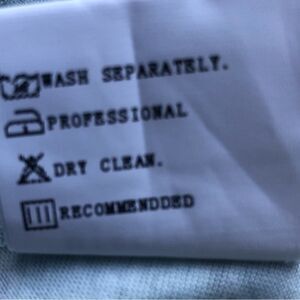 WASH SEPARATELY.
PROFESSIONAL
DRY CLEAN.
RECOMMENDDED